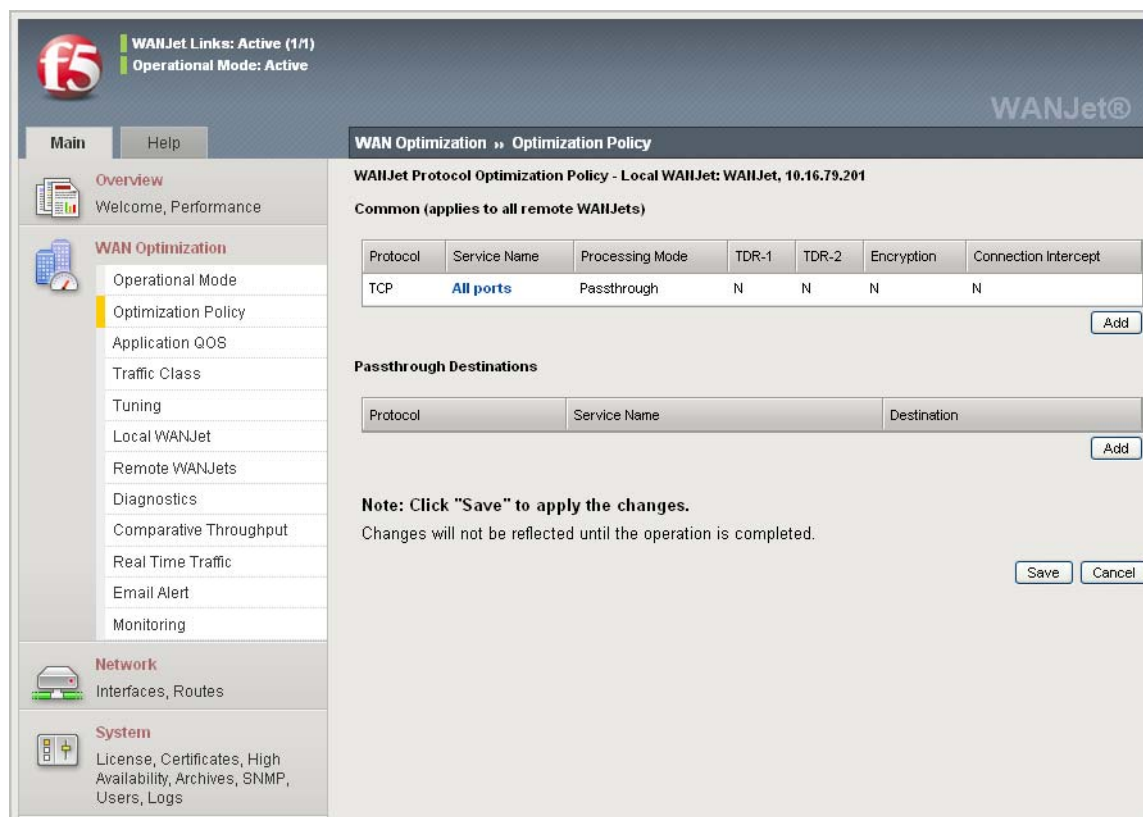 f5
WANJet Links: Active (1/1)
Operational Mode: Active
WANJet®
Main
Help
WAN Optimization ›› Optimization Policy
Overview
Welcome, Performance
WAN Optimization
Operational Mode
Optimization Policy
Application QOS
Traffic Class
Tuning
Local WANJet
Remote WANJets
Diagnostics
Comparative Throughput
Real Time Traffic
Email Alert
Monitoring
Network
Interfaces, Routes
System
License, Certificates, High
Availability, Archives, SNMP,
Users, Logs
WANJet Protocol Optimization Policy - Local WANJet: WANJet, 10.16.79.201
Common (applies to all remote WANJets)
Protocol Service Name Processing Mode TDR-1 TDR-2 Encryption Connection Intercept
TCP All ports Passthrough N N N N
Add
Passthrough Destinations
Protocol Service Name Destination
Add
Note: Click "Save" to apply the changes.
Changes will not be reflected until the operation is completed.
Save Cancel